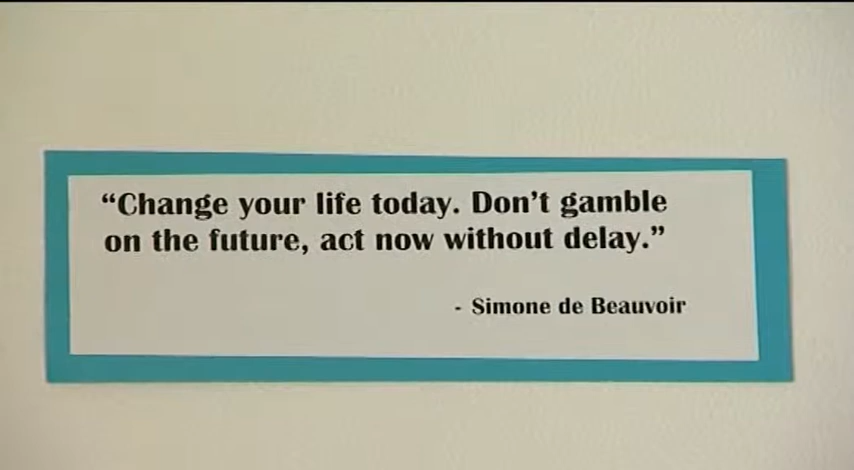 “Change your life today. Don’t gamble
on the future, act now without delay.”
- Simone de Beauvoir